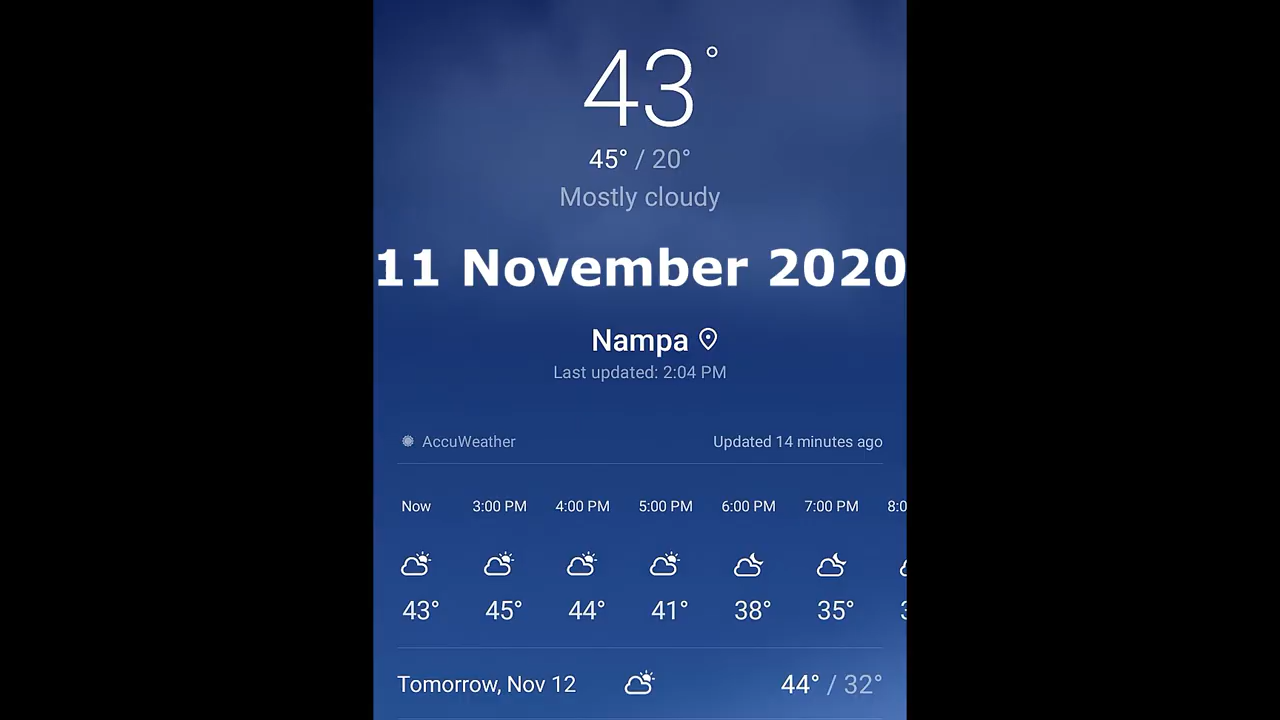 43°
45° / 20°
Mostly cloudy
11 November 2020
Nampa
Last updated: 2:04 PM
AccuWeather Updated 14 minutes ago
Now 3:00 PM 4:00 PM 5:00 PM 6:00 PM 7:00 PM
43° 45° 44° 41° 38° 35°
Tomorrow, Nov 12 44° / 32°